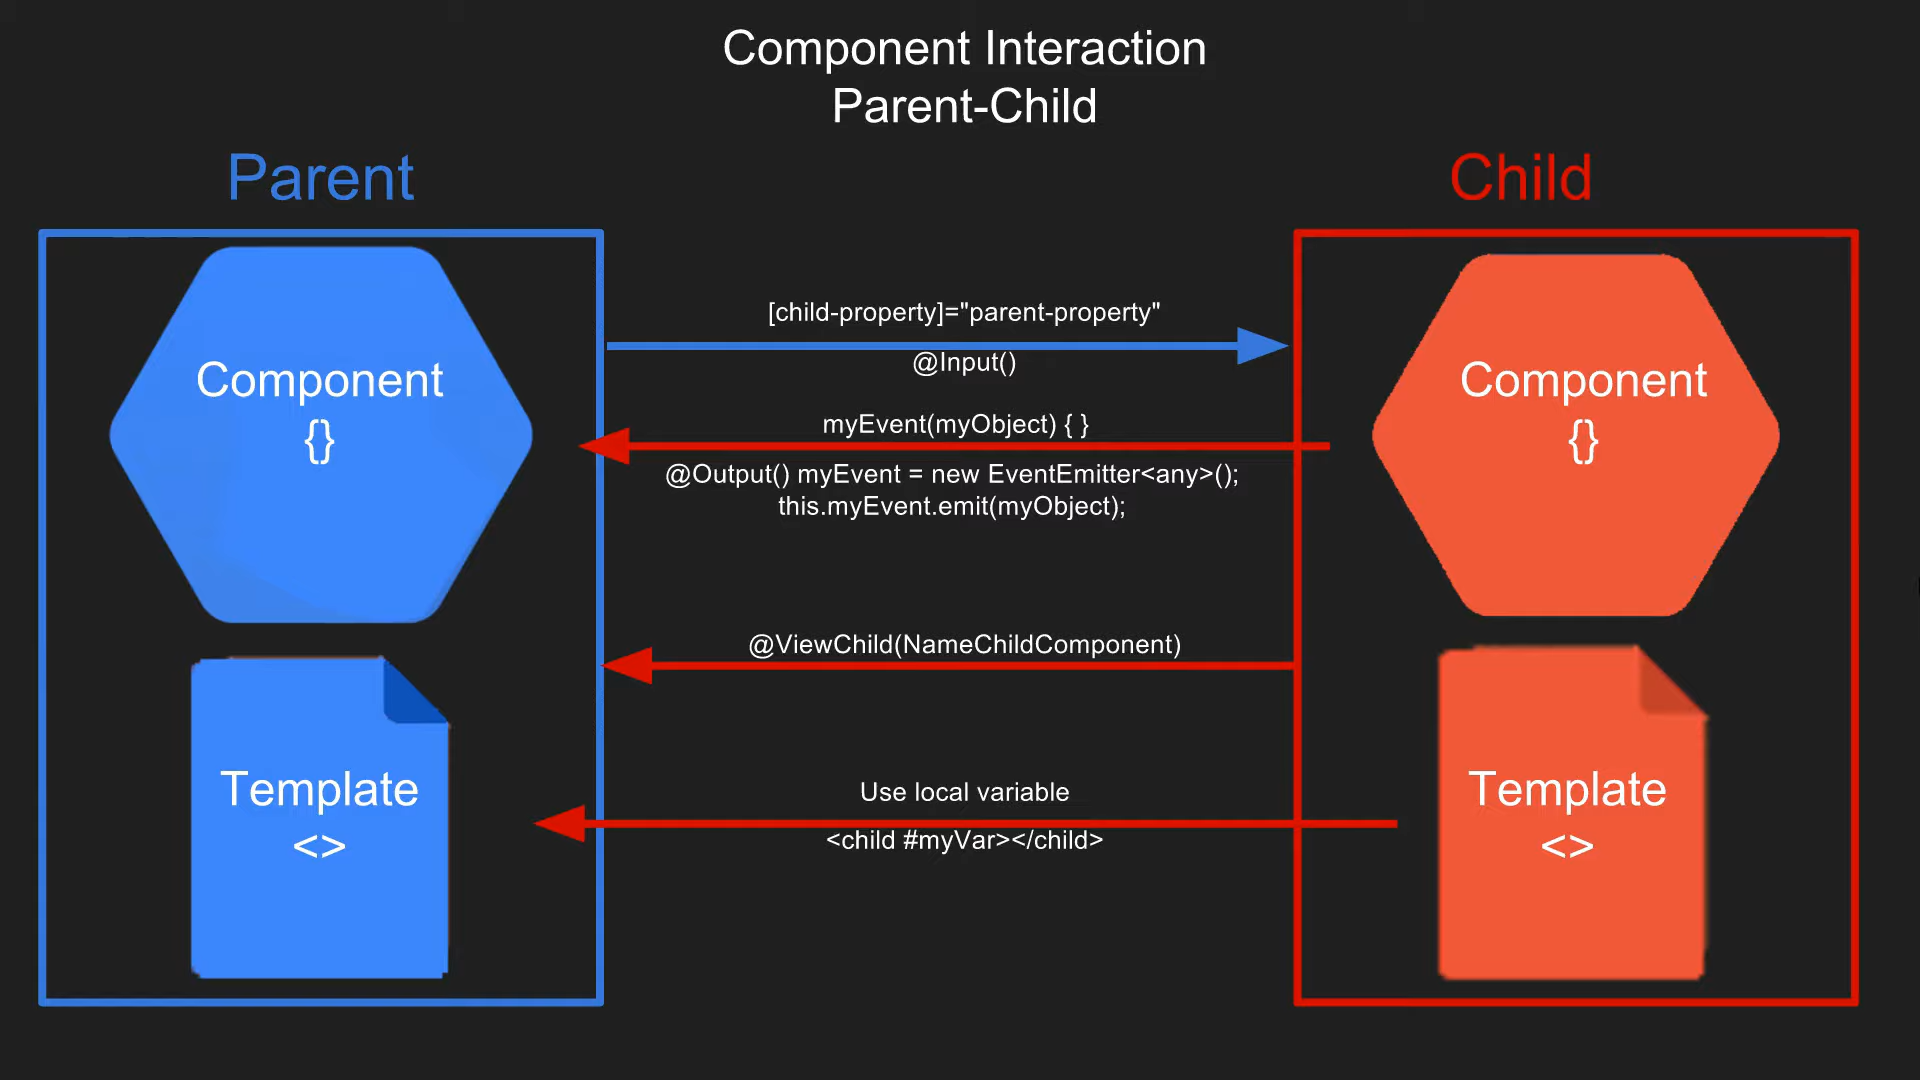 Component Interaction
Parent-Child
Parent
Child
Component
{}
[child-property]="parent-property"
@Input()
myEvent(myObject) { }
@Output() myEvent = new EventEmitter<any>();
this.myEvent.emit(myObject);
Component
{}
@ViewChild(NameChildComponent)
Template
<>
Use local variable
<child #myVar></child>
Template
<>